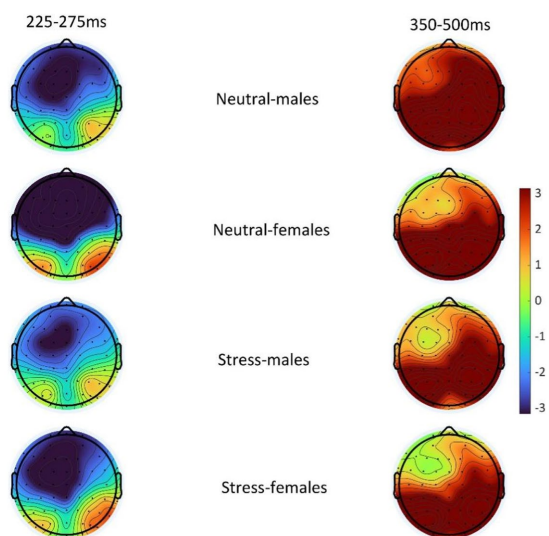 225-275ms
350-500ms
Neutral-males
Neutral-females
Stress-males
Stress-females
3
2
1
0
-1
-2
-3